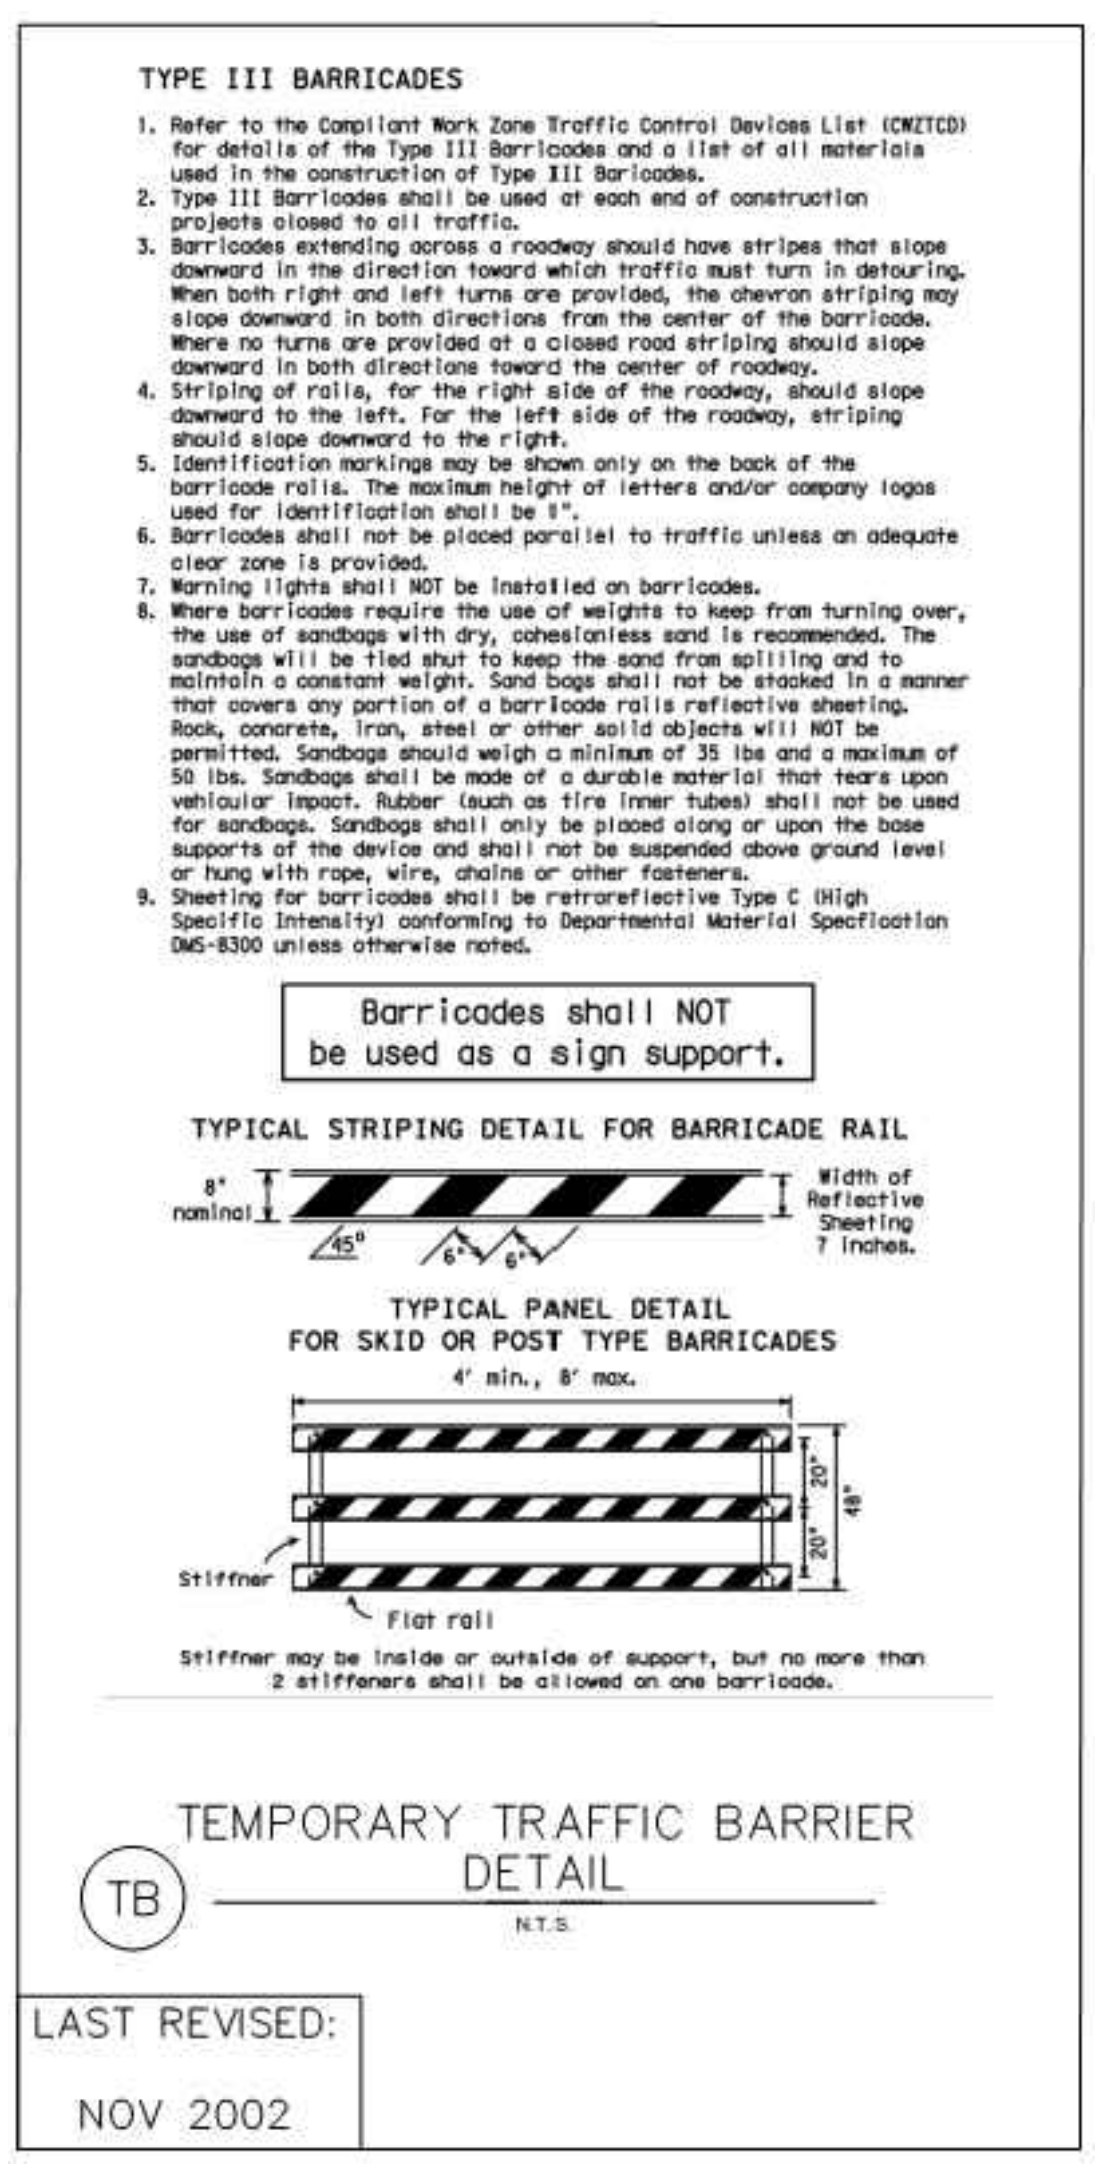 TYPE III BARRICADES
1. Refer to the Compliant Work Zone Traffic Control Devices List (CWZTCD)
for details of the Type III Barricades and a list of all materials
used in the construction of Type III Baricades.
2. Type III Barricades shall be used at each end of construction
projects closed to all traffic.
3. Barricades extending across a roadway should have stripes that slope
downward in the direction toward which traffic must turn in detouring.
When both right and left turns are provided, the chevron striping may
slope downward in both directions from the center of the barricade.
Where no turns are provided at a closed road striping should slope
downward in both directions toward the center of roadway.
4. Striping of rails, for the right side of the roadway, should slope
downward to the left. For the left side of the roadway, striping
should slope downward to the right.
5. Identification markings may be shown only on the back of the
barricade rails. The maximum height of letters and/or company logos
used for identification shall be 1".
6. Barricades shall not be placed parallel to traffic unless an adequate
clear zone is provided.
7. Warning lights shall NOT be installed on barricades.
8. Where barricades require the use of weights to keep from turning over,
the use of sandbags with dry, cohesionless sand is recommended. The
sandbags will be tied shut to keep the sand from spilling and to
maintain a constant weight. Sand bags shall not be stacked in a manner
that covers any portion of a barricade rails reflective sheeting.
Rock, concrete, iron, steel or other solid objects will NOT be
permitted. Sandbags should weigh a minimum of 35 lbs and a maximum of
50 lbs. Sandbags shall be made of a durable material that tears upon
vehicular impact. Rubber (such as tire inner tubes) shall not be used
for sandbags. Sandbags shall only be placed along or upon the base
supports of the device and shall not be suspended above ground level
or hung with rope, wire, chains or other fasteners.
9. Sheeting for barricades shall be retroreflective Type C (High
Specific Intensity) conforming to Departmental Material Specfication
DMS-8300 unless otherwise noted.
Barricades shall NOT
be used as a sign support.
TYPICAL STRIPING DETAIL FOR BARRICADE RAIL
8"
nominal
Width of
Reflective
Sheeting
7 inches.
45°
6"
6"
TYPICAL PANEL DETAIL
FOR SKID OR POST TYPE BARRICADES
4' min., 8' max.
20"
48"
20"
Stiffner
Flat rail
Stiffner may be inside or outside of support, but no more than
2 stiffeners shall be allowed on one barricade.
TEMPORARY TRAFFIC BARRIER
DETAIL
TB
N.T.S.
LAST REVISED:
NOV 2002